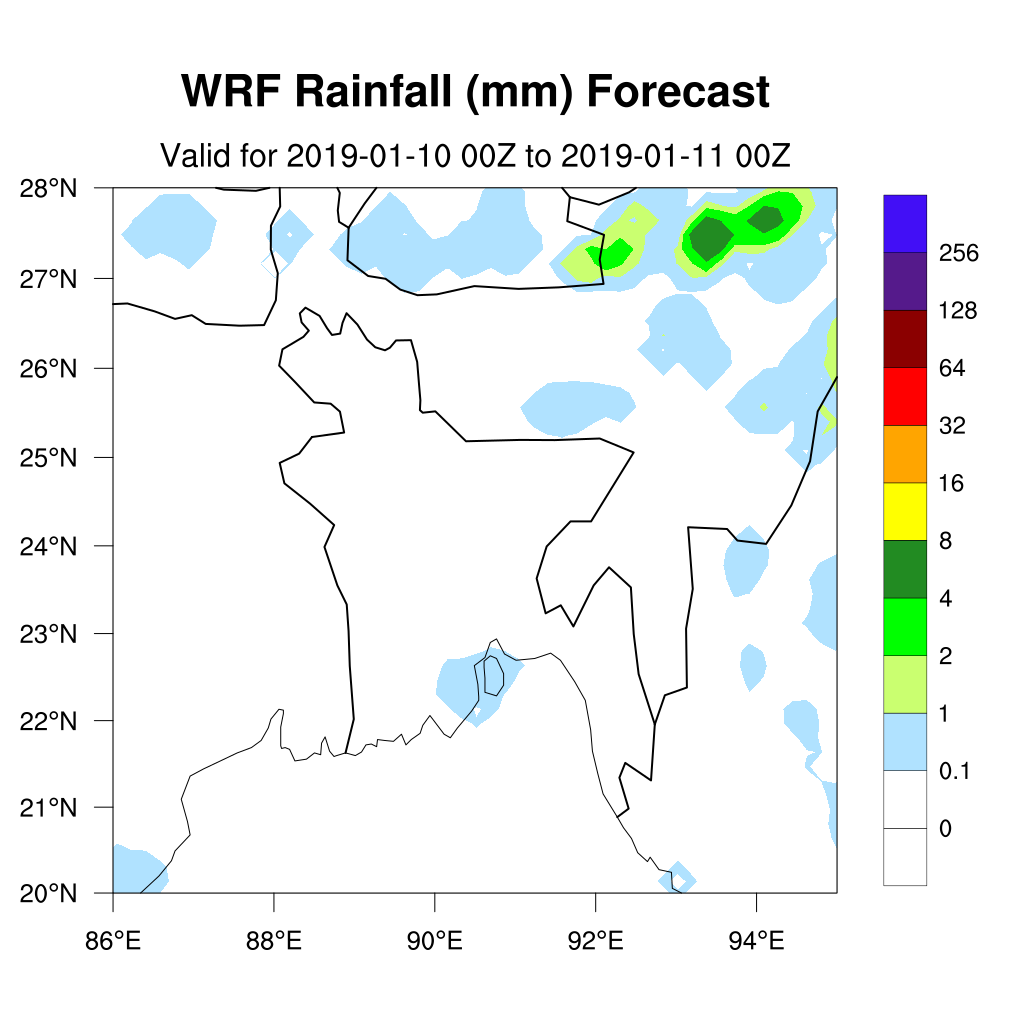 WRF Rainfall (mm) Forecast
Valid for 2019-01-10 00Z to 2019-01-11 00Z
28°N
27°N
26°N
25°N
24°N
23°N
22°N
21°N
20°N
86°E 88°E 90°E 92°E 94°E
256
128
64
32
16
8
4
2
1
0.1
0